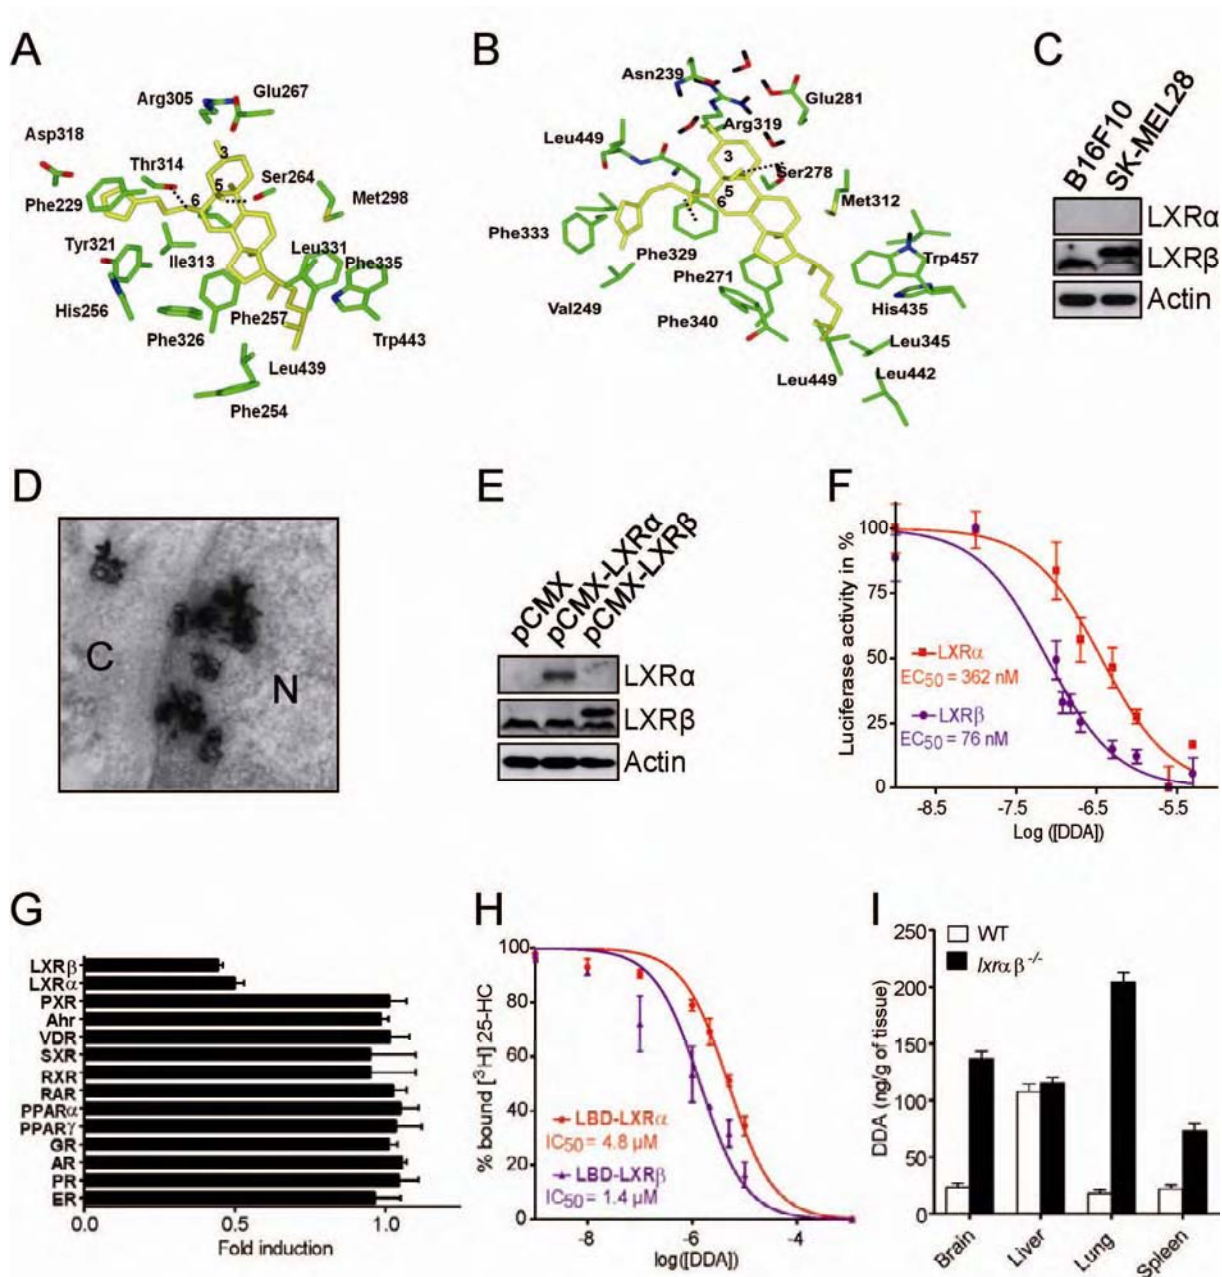 A
Arg305
Glu267
Asp318
Thr314
3
5
6
Ser264
Met298
Phe229
Tyr321
Ile313
Leu331
Phe335
His256
Phe326
Phe257
Trp443
Leu439
Phe254
B
Asn239
Glu281
Leu449
Arg319
3
5
6
Ser278
Met312
Phe333
Phe329
Trp457
Phe271
Val249
His435
Phe340
Leu345
Leu449
Leu442
C
B16F10
SK-MEL28
LXRα
LXRβ
Actin
D
C
N
E
pCMX
pCMX-LXRα
pCMX-LXRβ
LXRα
LXRβ
Actin
F
Luciferase activity in %
100
75
50
25
0
LXRα
EC50 = 362 nM
LXRβ
EC50 = 76 nM
-8.5 -7.5 -6.5 -5.5
Log ([DDA])
G
LXRβ
LXRα
PXR
Ahr
VDR
SXR
RXR
RAR
PPARα
PPARγ
GR
AR
PR
ER
0.0 0.5 1.0
Fold induction
H
% bound [³H] 25-HC
100
80
60
40
20
0
LBD-LXRα
IC50 = 4.8 µM
LBD-LXRβ
IC50 = 1.4 µM
-8 -6 -4
log([DDA])
I
WT
lxrαβ-/-
DDA (ng/g of tissue)
250
200
150
100
50
0
Brain Liver Lung Spleen